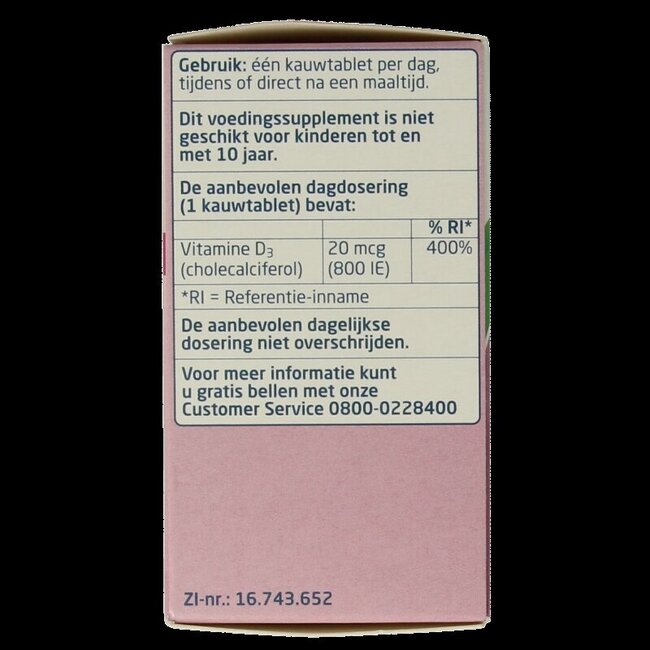 Gebruik: één kauwtablet per dag,
tijdens of direct na een maaltijd.
Dit voedingssupplement is niet
geschikt voor kinderen tot en
met 10 jaar.
De aanbevolen dagdosering
(1 kauwtablet) bevat:
% RI*
Vitamine D3 20 mcg 400%
(cholecalciferol) (800 IE)
*RI = Referentie-inname
De aanbevolen dagelijkse
dosering niet overschrijden.
Voor meer informatie kunt
u gratis bellen met onze
Customer Service 0800-0228400
ZI-nr.: 16.743.652